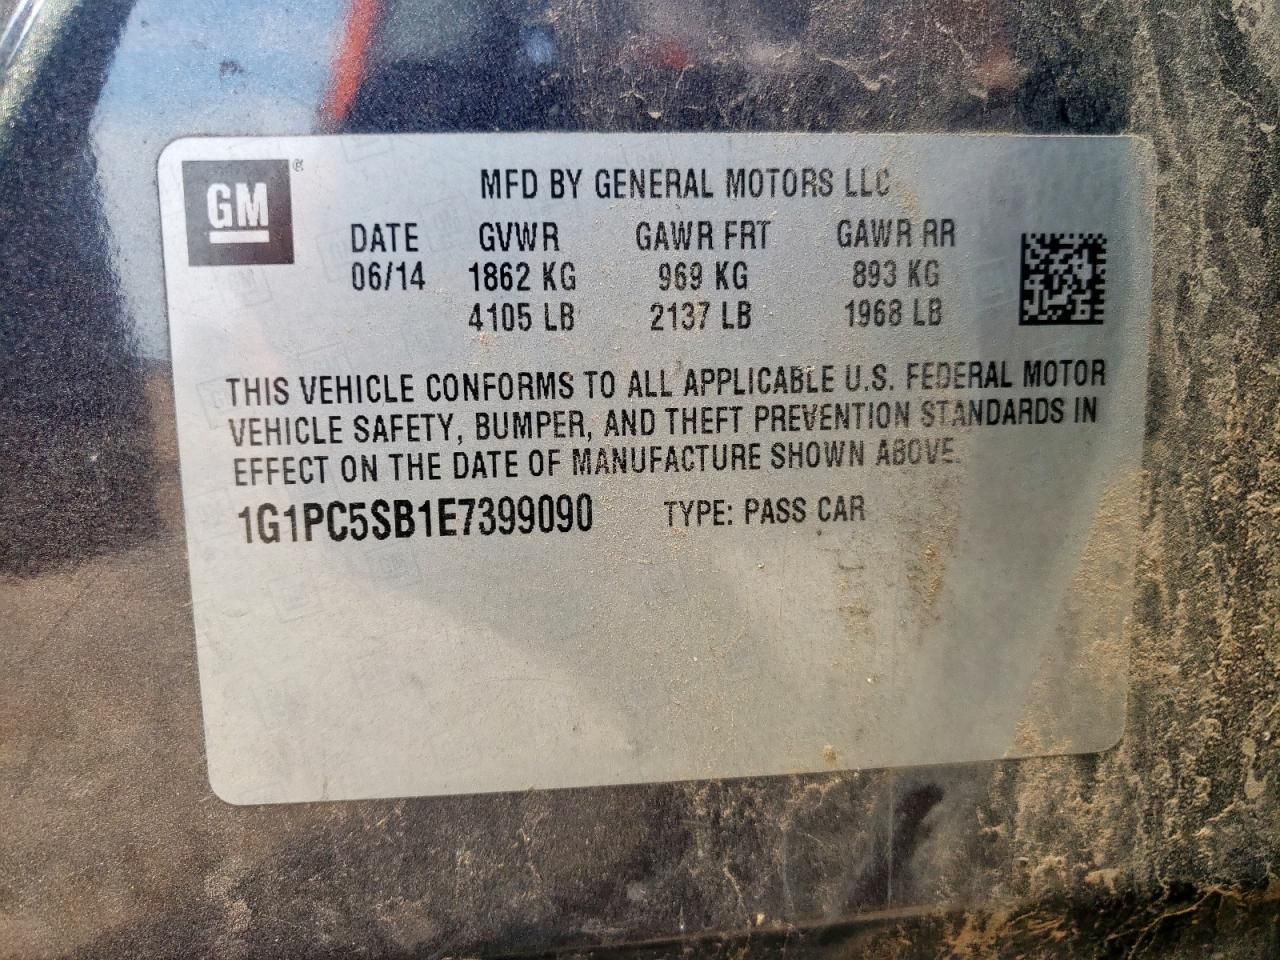 GM ®
MFD BY GENERAL MOTORS LLC
DATE GVWR GAWR FRT GAWR RR
06/14 1862 KG 969 KG 893 KG
4105 LB 2137 LB 1968 LB
THIS VEHICLE CONFORMS TO ALL APPLICABLE U.S. FEDERAL MOTOR
VEHICLE SAFETY, BUMPER, AND THEFT PREVENTION STANDARDS IN
EFFECT ON THE DATE OF MANUFACTURE SHOWN ABOVE.
1G1PC5SB1E7399090 TYPE: PASS CAR